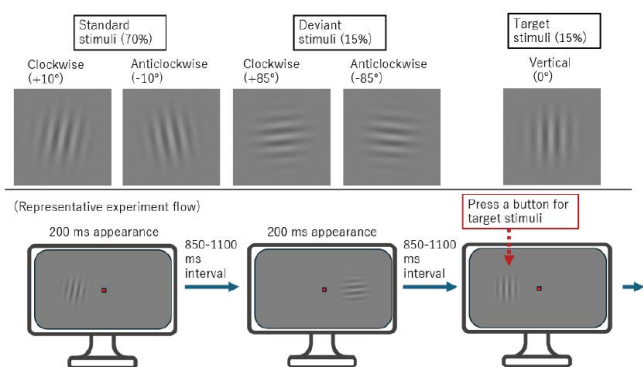 Standard
stimuli (70%)
Deviant
stimuli (15%)
Target
stimuli (15%)
Clockwise
(+10°)
Anticlockwise
(-10°)
Clockwise
(+85°)
Anticlockwise
(-85°)
Vertical
(0°)
(Representative experiment flow)
Press a button for
target stimuli
200 ms appearance
850-1100
ms
interval
200 ms appearance
850-1100
ms
interval